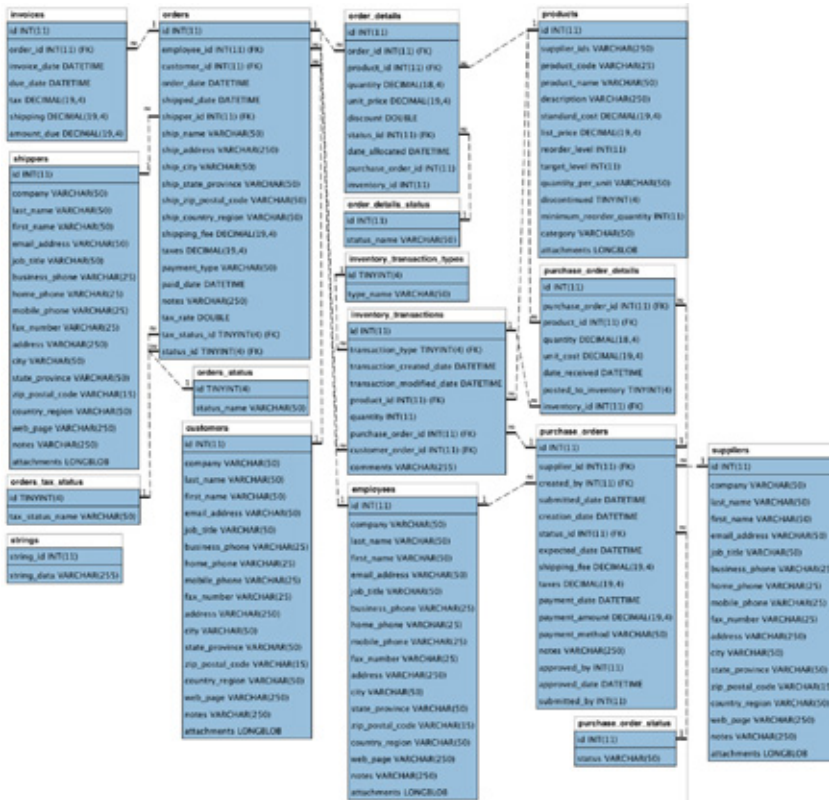 invoices
id INT(11)
order_id INT(11) (FK)
invoice_date DATETIME
due_date DATETIME
tax DECIMAL(19,4)
shipping DECIMAL(19,4)
amount_due DECIMAL(19,4)
shippers
id INT(11)
company VARCHAR(50)
last_name VARCHAR(50)
first_name VARCHAR(50)
email_address VARCHAR(50)
job_title VARCHAR(50)
business_phone VARCHAR(25)
home_phone VARCHAR(25)
mobile_phone VARCHAR(25)
fax_number VARCHAR(25)
address VARCHAR(250)
city VARCHAR(50)
state_province VARCHAR(50)
zip_postal_code VARCHAR(15)
country_region VARCHAR(50)
web_page VARCHAR(250)
notes VARCHAR(250)
attachments LONGBLOB
orders_tax_status
id TINYINT(4)
tax_status_name VARCHAR(50)
strings
string_id INT(11)
string_data VARCHAR(255)
orders
id INT(11)
employee_id INT(11) (FK)
customer_id INT(11) (FK)
order_date DATETIME
shipped_date DATETIME
shipper_id INT(11) (FK)
ship_name VARCHAR(50)
ship_address VARCHAR(250)
ship_city VARCHAR(50)
ship_state_province VARCHAR(50)
ship_zip_postal_code VARCHAR(50)
ship_country_region VARCHAR(50)
shipping_fee DECIMAL(19,4)
taxes DECIMAL(19,4)
payment_type VARCHAR(50)
paid_date DATETIME
notes VARCHAR(250)
tax_rate DOUBLE
tax_status_id TINYINT(4) (FK)
status_id TINYINT(4) (FK)
orders_status
id TINYINT(4)
status_name VARCHAR(50)
customers
id INT(11)
company VARCHAR(50)
last_name VARCHAR(50)
first_name VARCHAR(50)
email_address VARCHAR(50)
job_title VARCHAR(50)
business_phone VARCHAR(25)
home_phone VARCHAR(25)
mobile_phone VARCHAR(25)
fax_number VARCHAR(25)
address VARCHAR(250)
city VARCHAR(50)
state_province VARCHAR(50)
zip_postal_code VARCHAR(15)
country_region VARCHAR(50)
web_page VARCHAR(250)
notes VARCHAR(250)
attachments LONGBLOB
order_details
id INT(11)
order_id INT(11) (FK)
product_id INT(11) (FK)
quantity DECIMAL(18,4)
unit_price DECIMAL(19,4)
discount DOUBLE
status_id INT(11) (FK)
date_allocated DATETIME
purchase_order_id INT(11)
inventory_id INT(11)
order_details_status
id INT(11)
status_name VARCHAR(50)
inventory_transaction_types
id TINYINT(4)
type_name VARCHAR(50)
inventory_transactions
id INT(11)
transaction_type TINYINT(4) (FK)
transaction_created_date DATETIME
transaction_modified_date DATETIME
product_id INT(11) (FK)
quantity INT(11)
purchase_order_id INT(11) (FK)
customer_order_id INT(11) (FK)
comments VARCHAR(255)
employees
id INT(11)
company VARCHAR(50)
last_name VARCHAR(50)
first_name VARCHAR(50)
email_address VARCHAR(50)
job_title VARCHAR(50)
business_phone VARCHAR(25)
home_phone VARCHAR(25)
mobile_phone VARCHAR(25)
fax_number VARCHAR(25)
address VARCHAR(250)
city VARCHAR(50)
state_province VARCHAR(50)
zip_postal_code VARCHAR(15)
country_region VARCHAR(50)
web_page VARCHAR(250)
notes VARCHAR(250)
attachments LONGBLOB
products
id INT(11)
supplier_ids VARCHAR(250)
product_code VARCHAR(25)
product_name VARCHAR(50)
description VARCHAR(250)
standard_cost DECIMAL(19,4)
list_price DECIMAL(19,4)
reorder_level INT(11)
target_level INT(11)
quantity_per_unit VARCHAR(50)
discontinued TINYINT(4)
minimum_reorder_quantity INT(11)
category VARCHAR(50)
attachments LONGBLOB
purchase_order_details
id INT(11)
purchase_order_id INT(11) (FK)
product_id INT(11) (FK)
quantity DECIMAL(18,4)
unit_cost DECIMAL(19,4)
date_received DATETIME
posted_to_inventory TINYINT(4)
inventory_id INT(11) (FK)
purchase_orders
id INT(11)
supplier_id INT(11) (FK)
created_by INT(11) (FK)
submitted_date DATETIME
creation_date DATETIME
status_id INT(11) (FK)
expected_date DATETIME
shipping_fee DECIMAL(19,4)
taxes DECIMAL(19,4)
payment_date DATETIME
payment_amount DECIMAL(19,4)
payment_method VARCHAR(50)
notes VARCHAR(250)
approved_by INT(11)
approved_date DATETIME
submitted_by INT(11)
purchase_order_status
id INT(11)
status VARCHAR(50)
suppliers
id INT(11)
company VARCHAR(50)
last_name VARCHAR(50)
first_name VARCHAR(50)
email_address VARCHAR(50)
job_title VARCHAR(50)
business_phone VARCHAR(2
home_phone VARCHAR(25)
mobile_phone VARCHAR(25)
fax_number VARCHAR(25)
address VARCHAR(250)
city VARCHAR(50)
state_province VARCHAR(50)
zip_postal_code VARCHAR(1
country_region VARCHAR(50)
web_page VARCHAR(250)
notes VARCHAR(250)
attachments LONGBLOB